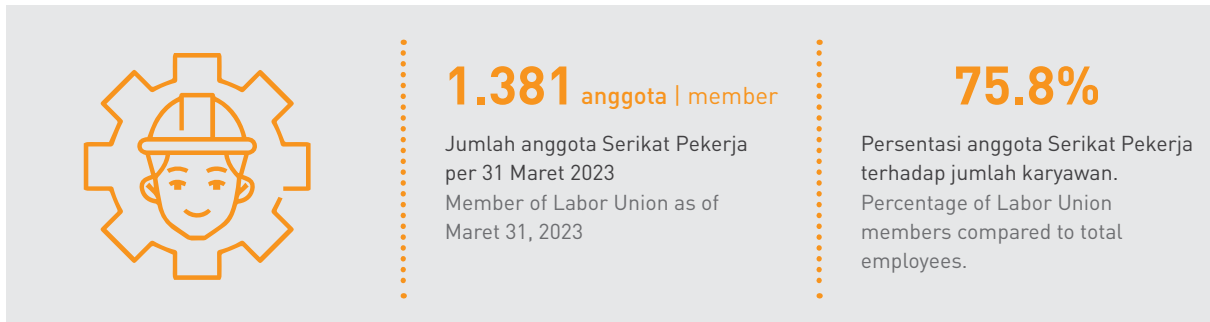 1.381 anggota | member
Jumlah anggota Serikat Pekerja
per 31 Maret 2023
Member of Labor Union as of
Maret 31, 2023
75.8%
Persentasi anggota Serikat Pekerja
terhadap jumlah karyawan.
Percentage of Labor Union
members compared to total
employees.